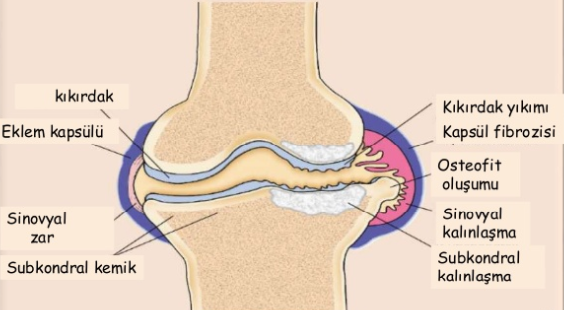 kıkırdak
Eklem kapsülü
Sinovyal
zar
Subkondral kemik
Kıkırdak yıkımı
Kapsül fibrozisi
Osteofit
oluşumu
Sinovyal
kalınlaşma
Subkondral
kalınlaşma